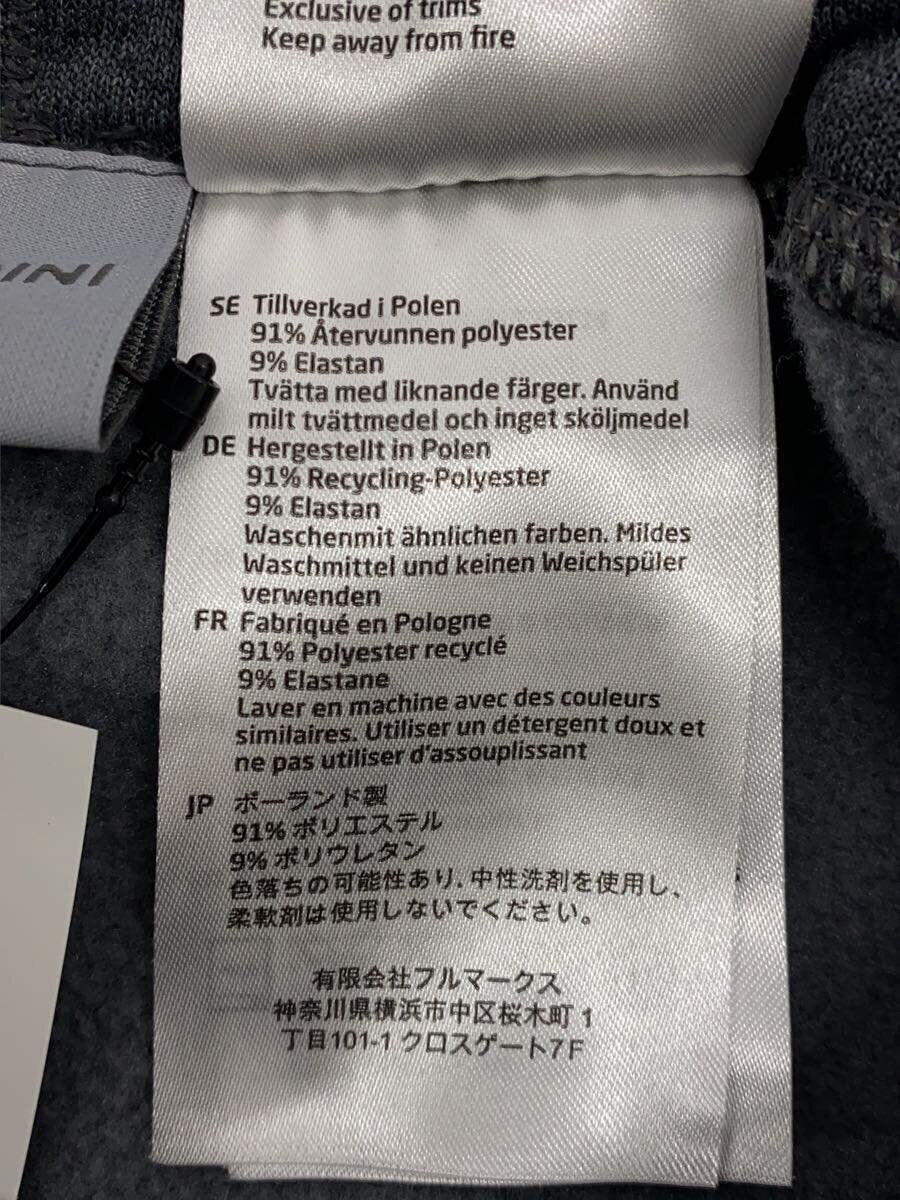 Exclusive of trims
Keep away from fire
SE Tillverkad i Polen
91% Återvunnen polyester
9% Elastan
Tvätta med liknande färger. Använd
milt tvättmedel och inget sköljmedel
DE Hergestellt in Polen
91% Recycling-Polyester
9% Elastan
Waschenmit ähnlichen farben. Mildes
Waschmittel und keinen Weichspüler
verwenden
FR Fabriqué en Pologne
91% Polyester recyclé
9% Elastane
Laver en machine avec des couleurs
similaires. Utiliser un détergent doux et
ne pas utiliser d'assouplissant
JP ポーランド製
91% ポリエステル
9% ポリウレタン
色落ちの可能性あり、中性洗剤を使用し、
柔軟剤は使用しないでください。
有限会社フルマークス
神奈川県横浜市中区桜木町 1
丁目101-1 クロスゲート7F